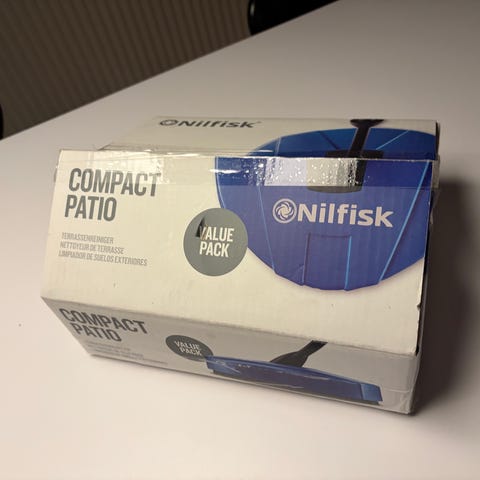 Nilfisk
COMPACT
PATIO
TERRASSENREINIGER
NETTOYEUR DE TERRASSE
LIMPIADOR DE SUELOS EXTERIORES
VALUE
PACK
Nilfisk
COMPACT
PATIO
VALUE
PACK